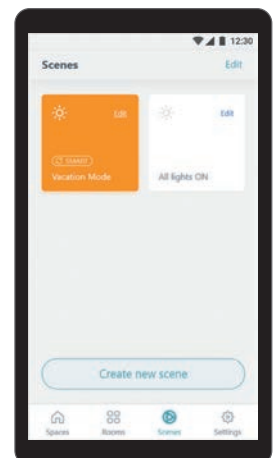 12:30
Scenes Edit
Edit Edit
Vacation Mode All lights ON
Create new scene
Spaces Rooms Scenes Settings